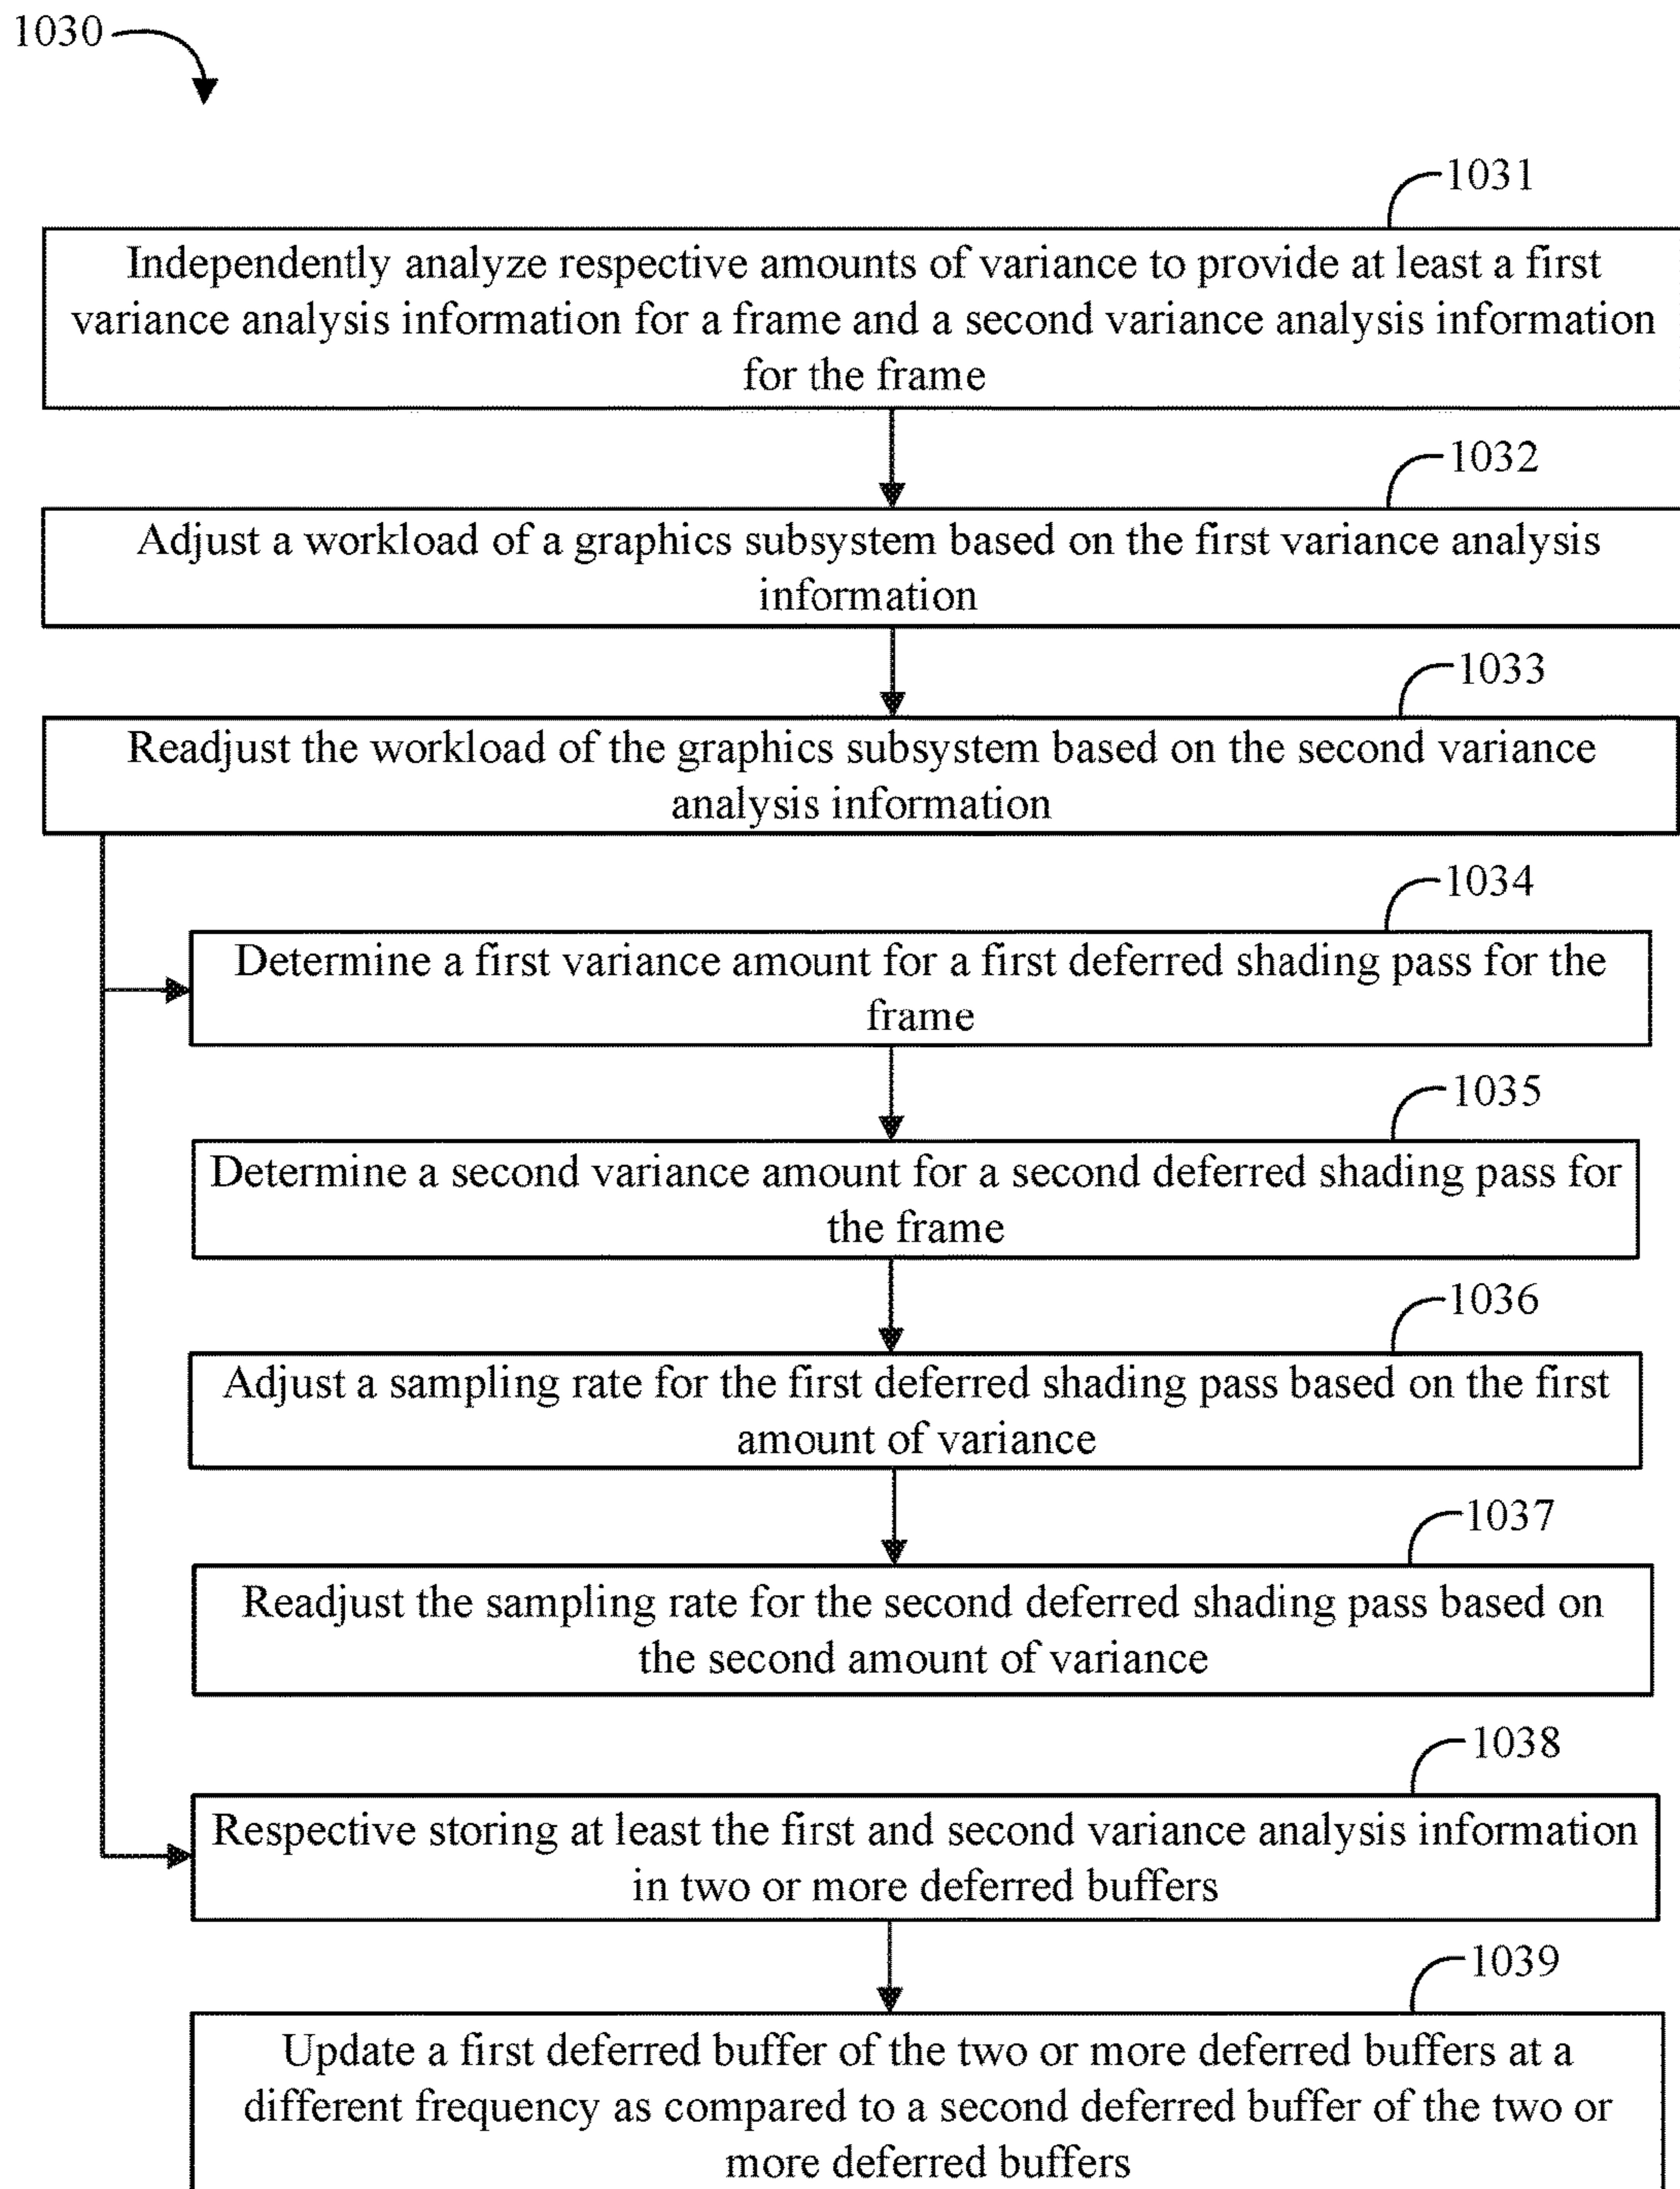 1030
1031
Independently analyze respective amounts of variance to provide at least a first
variance analysis information for a frame and a second variance analysis information
for the frame
1032
Adjust a workload of a graphics subsystem based on the first variance analysis
information
1033
Readjust the workload of the graphics subsystem based on the second variance
analysis information
1034
Determine a first variance amount for a first deferred shading pass for the
frame
1035
Determine a second variance amount for a second deferred shading pass for
the frame
1036
Adjust a sampling rate for the first deferred shading pass based on the first
amount of variance
1037
Readjust the sampling rate for the second deferred shading pass based on
the second amount of variance
1038
Respective storing at least the first and second variance analysis information
in two or more deferred buffers
1039
Update a first deferred buffer of the two or more deferred buffers at a
different frequency as compared to a second deferred buffer of the two or
more deferred buffers